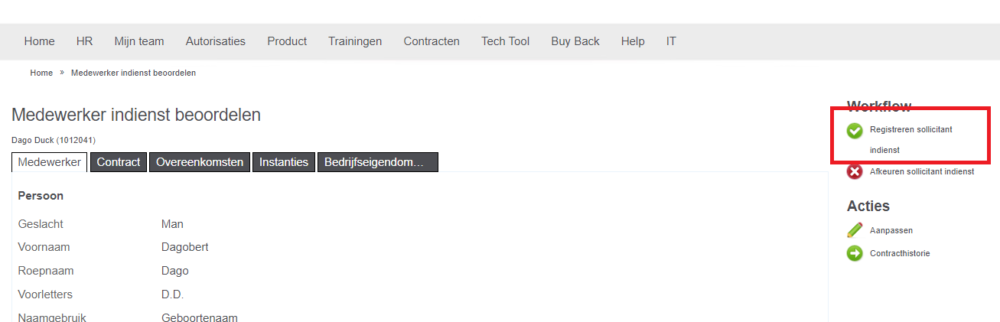 Home HR Mijn team Autorisaties Product Trainingen Contracten Tech Tool Buy Back Help IT
Home » Medewerker indienst beoordelen
Medewerker indienst beoordelen
Dago Duck (1012041)
Medewerker Contract Overeenkomsten Instanties Bedrijfseigendom...
Persoon
Geslacht Man
Voornaam Dagobert
Roepnaam Dago
Voorletters D.D.
Naamgebruik Geboortenaam
Workflow
Registreren sollicitant
indienst
Afkeuren sollicitant indienst
Acties
Aanpassen
Contracthistorie